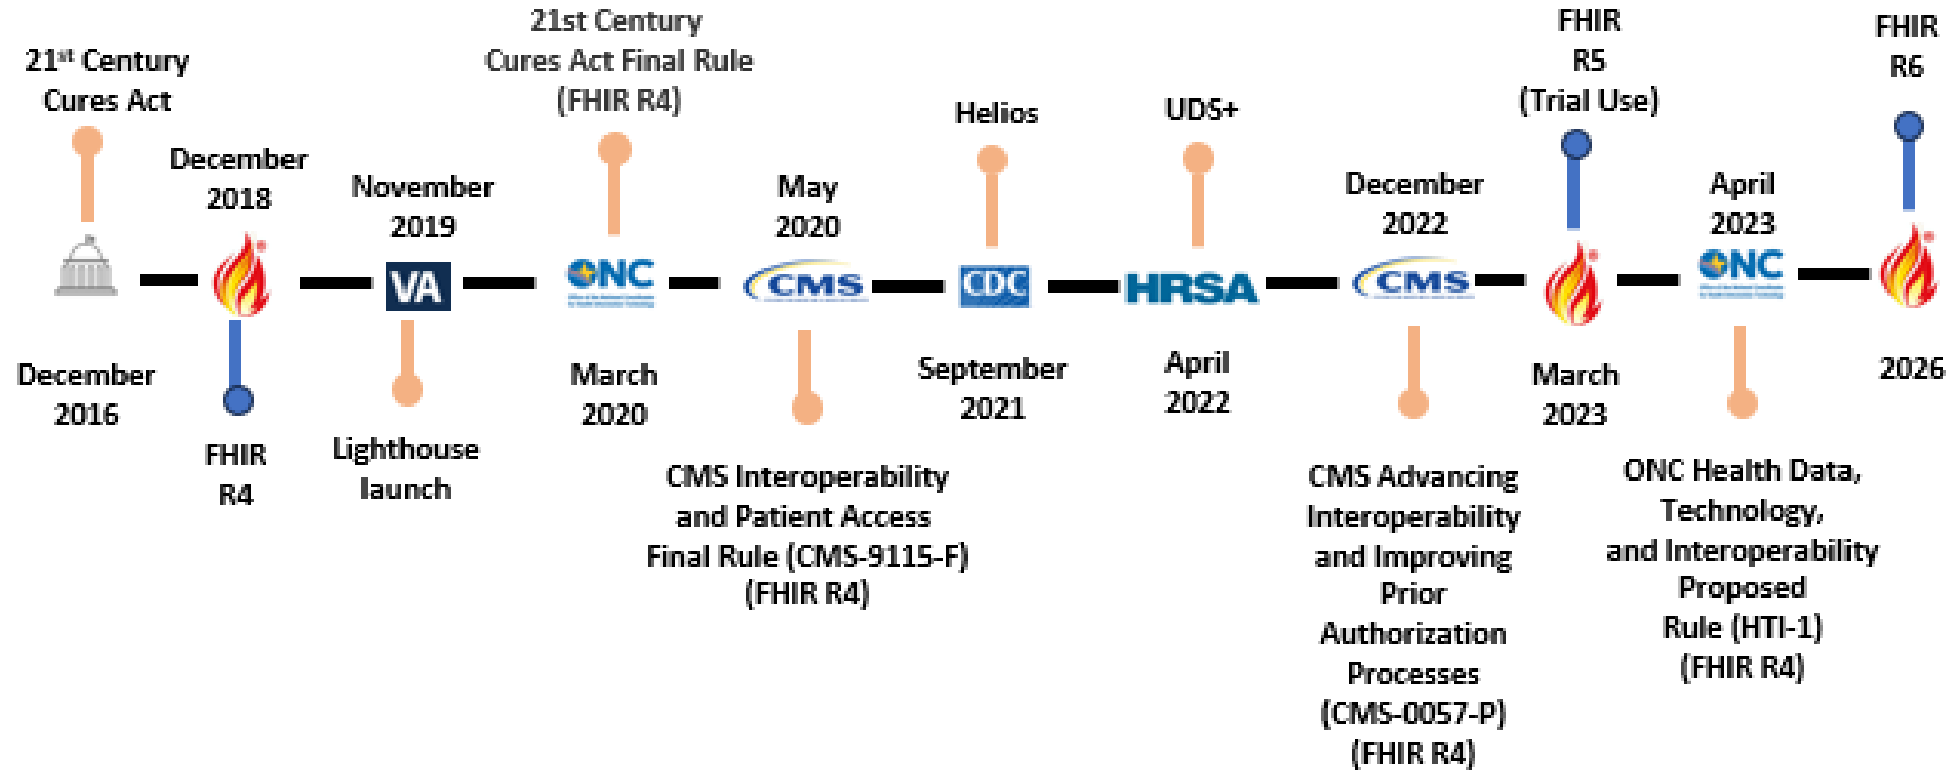 21st Century
Cures Act
December
2016
December
2018
FHIR
R4
November
2019
VA
Lighthouse
launch
21st Century
Cures Act Final Rule
(FHIR R4)
ONC
March
2020
May
2020
CMS
CMS Interoperability
and Patient Access
Final Rule (CMS-9115-F)
(FHIR R4)
Helios
CDC
September
2021
UDS+
HRSA
April
2022
December
2022
CMS
CMS Advancing
Interoperability
and Improving
Prior
Authorization
Processes
(CMS-0057-P)
(FHIR R4)
FHIR
R5
(Trial Use)
March
2023
April
2023
ONC
ONC Health Data,
Technology,
and Interoperability
Proposed
Rule (HTI-1)
(FHIR R4)
FHIR
R6
2026